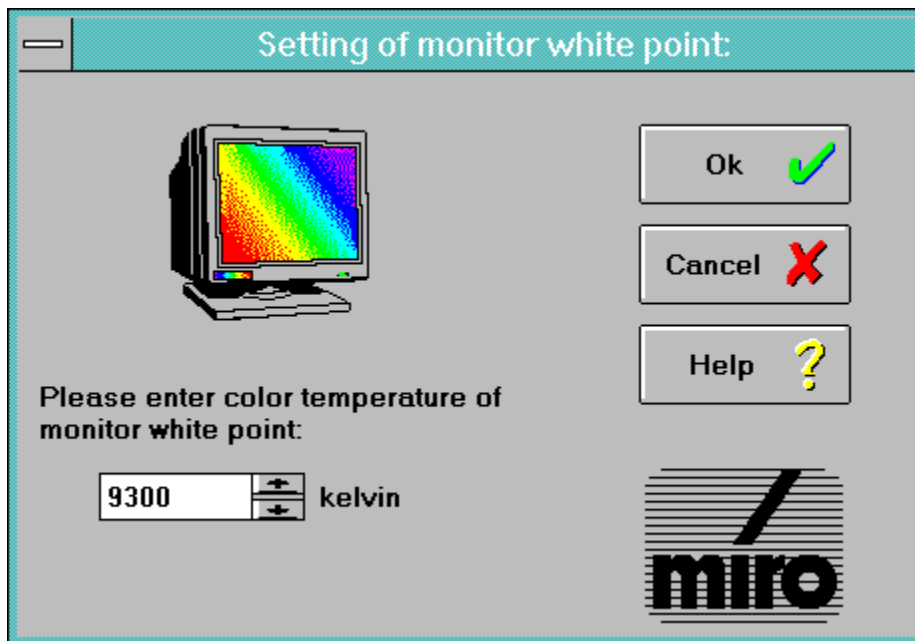 Setting of monitor white point:
Ok
Cancel
Help
Please enter color temperature of
monitor white point:
9300 kelvin
miro